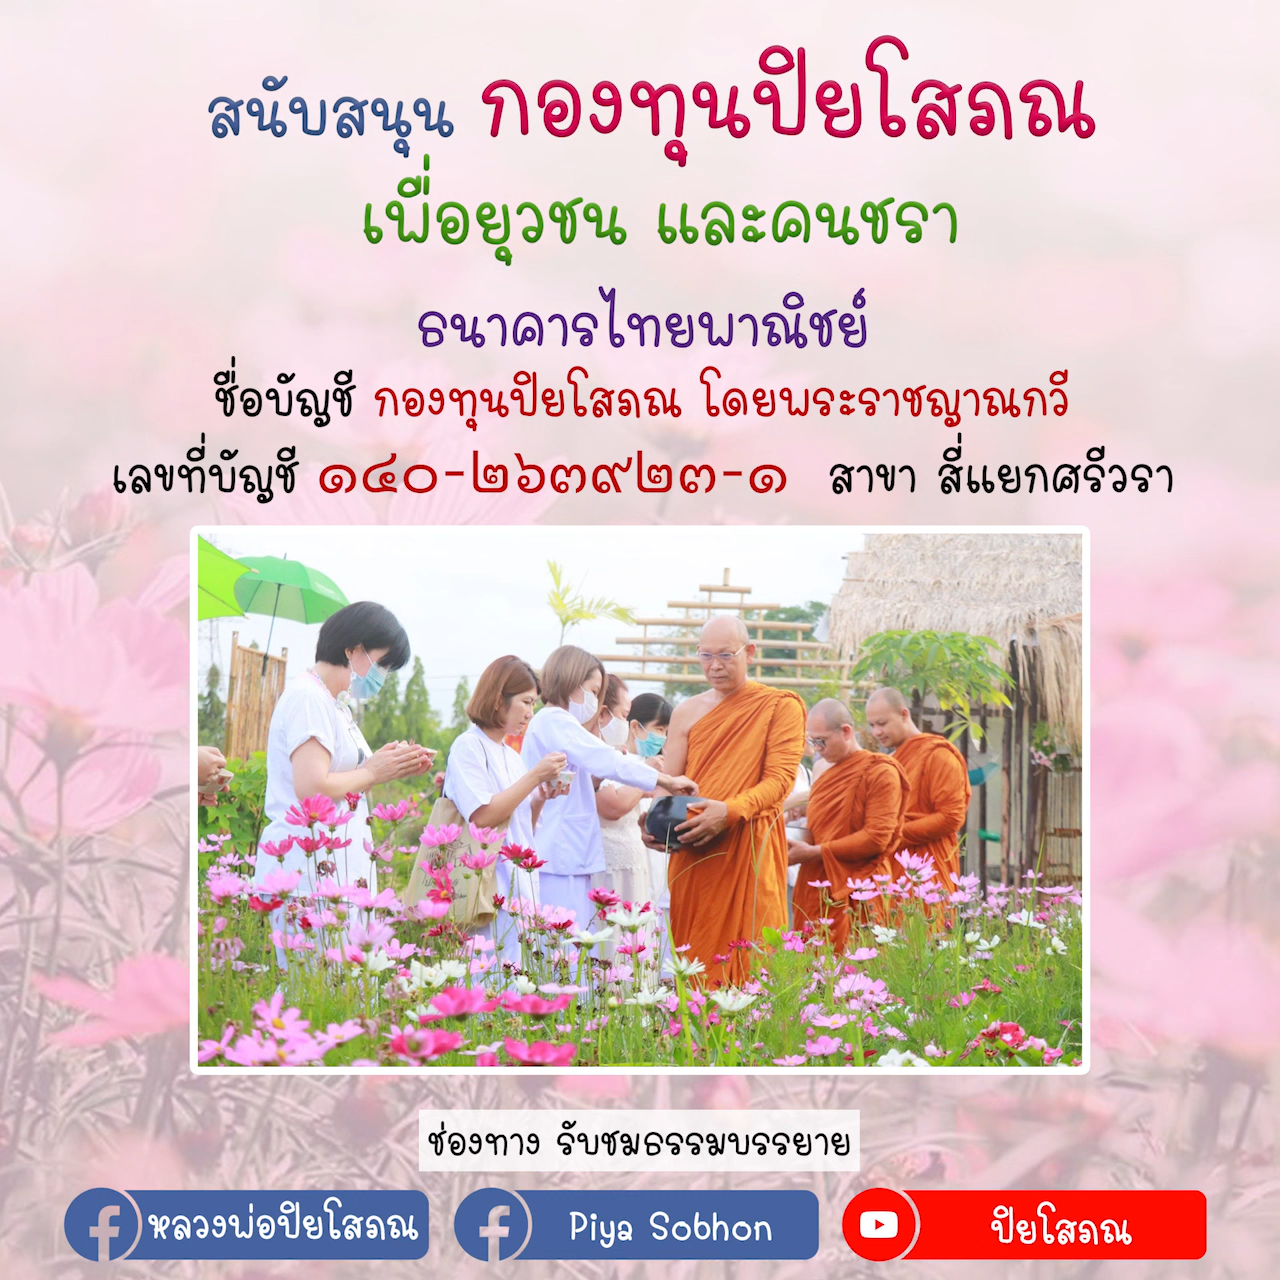 สนับสนุน กองทุนปิยโสภณ
เพื่อยุวชน และคนชรา
ธนาคารไทยพาณิชย์
ชื่อบัญชี กองทุนปิยโสภณ โดยพระราชญาณกวี
เลขที่บัญชี ๑๔๐-๒๖๓๙๒๓-๑ สาขา สี่แยกศรีวรา
ช่องทาง รับชมธรรมบรรยาย
หลวงพ่อปิยโสภณ
Piya Sobhon
ปิยโสภณ